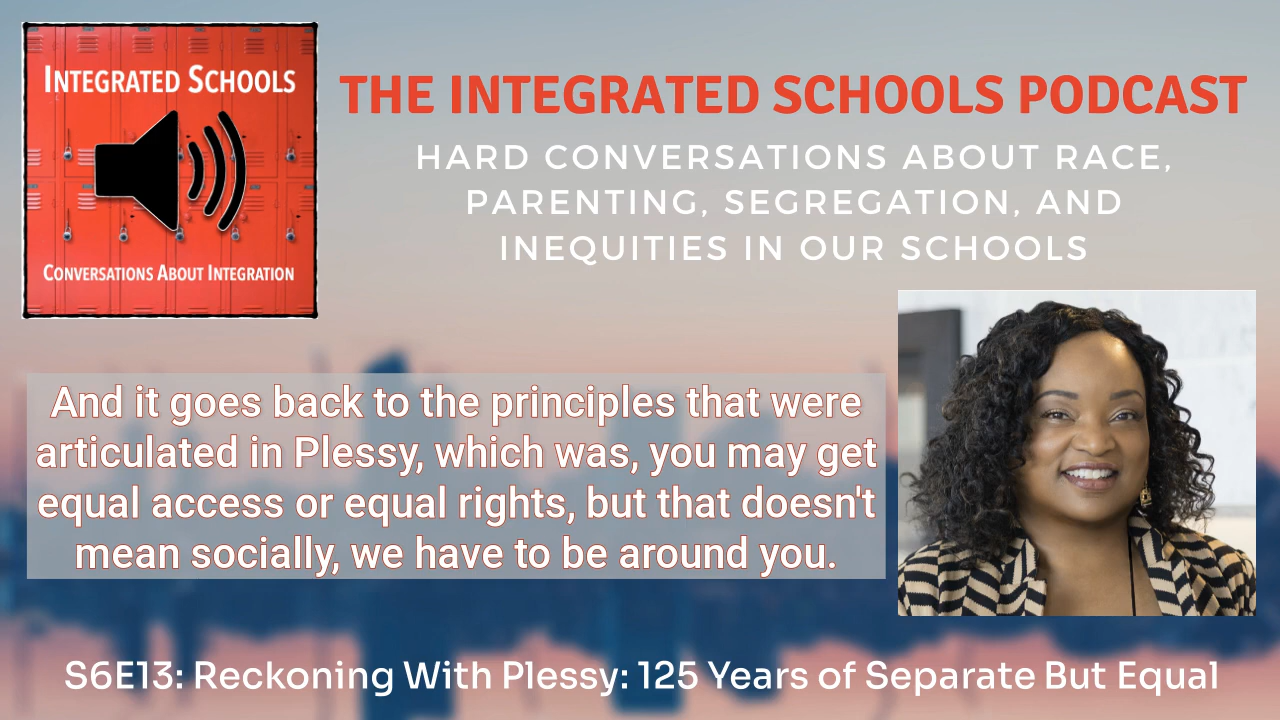 INTEGRATED SCHOOLS
CONVERSATIONS ABOUT INTEGRATION
THE INTEGRATED SCHOOLS PODCAST
HARD CONVERSATIONS ABOUT RACE,
PARENTING, SEGREGATION, AND
INEQUITIES IN OUR SCHOOLS
And it goes back to the principles that were
articulated in Plessy, which was, you may get
equal access or equal rights, but that doesn't
mean socially, we have to be around you.
S6E13: Reckoning With Plessy: 125 Years of Separate But Equal